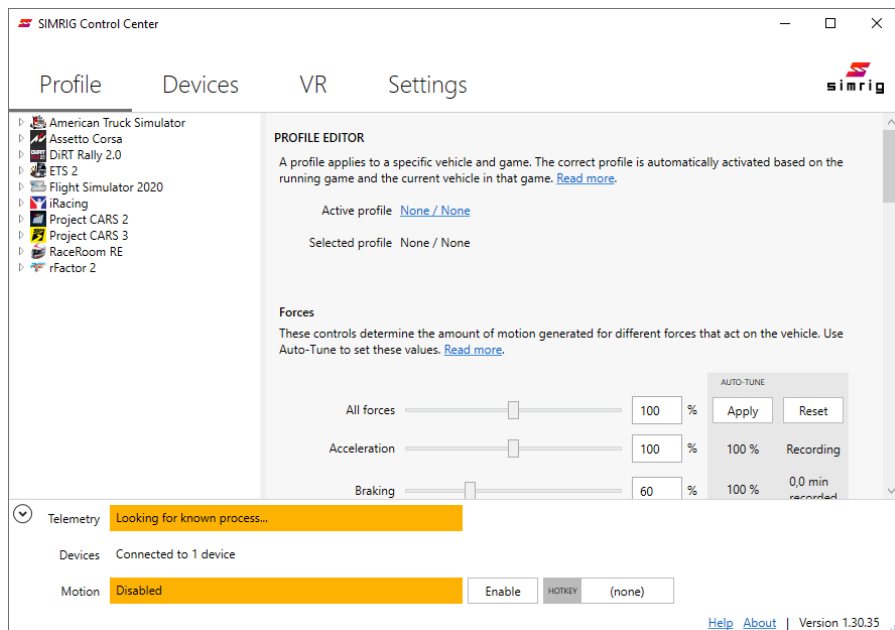 SIMRIG Control Center
Profile Devices VR Settings
simrig
American Truck Simulator
Assetto Corsa
DiRT Rally 2.0
ETS 2
Flight Simulator 2020
iRacing
Project CARS 2
Project CARS 3
RaceRoom RE
rFactor 2
PROFILE EDITOR
A profile applies to a specific vehicle and game. The correct profile is automatically activated based on the
running game and the current vehicle in that game. Read more.
Active profile None / None
Selected profile None / None
Forces
These controls determine the amount of motion generated for different forces that act on the vehicle. Use
Auto-Tune to set these values. Read more.
AUTO-TUNE
All forces 100 % Apply Reset
Acceleration 100 % 100 % Recording
Braking 60 % 100 % 0,0 min
recorded
Telemetry Looking for known process...
Devices Connected to 1 device
Motion Disabled Enable HOTKEY (none)
Help About | Version 1.30.35